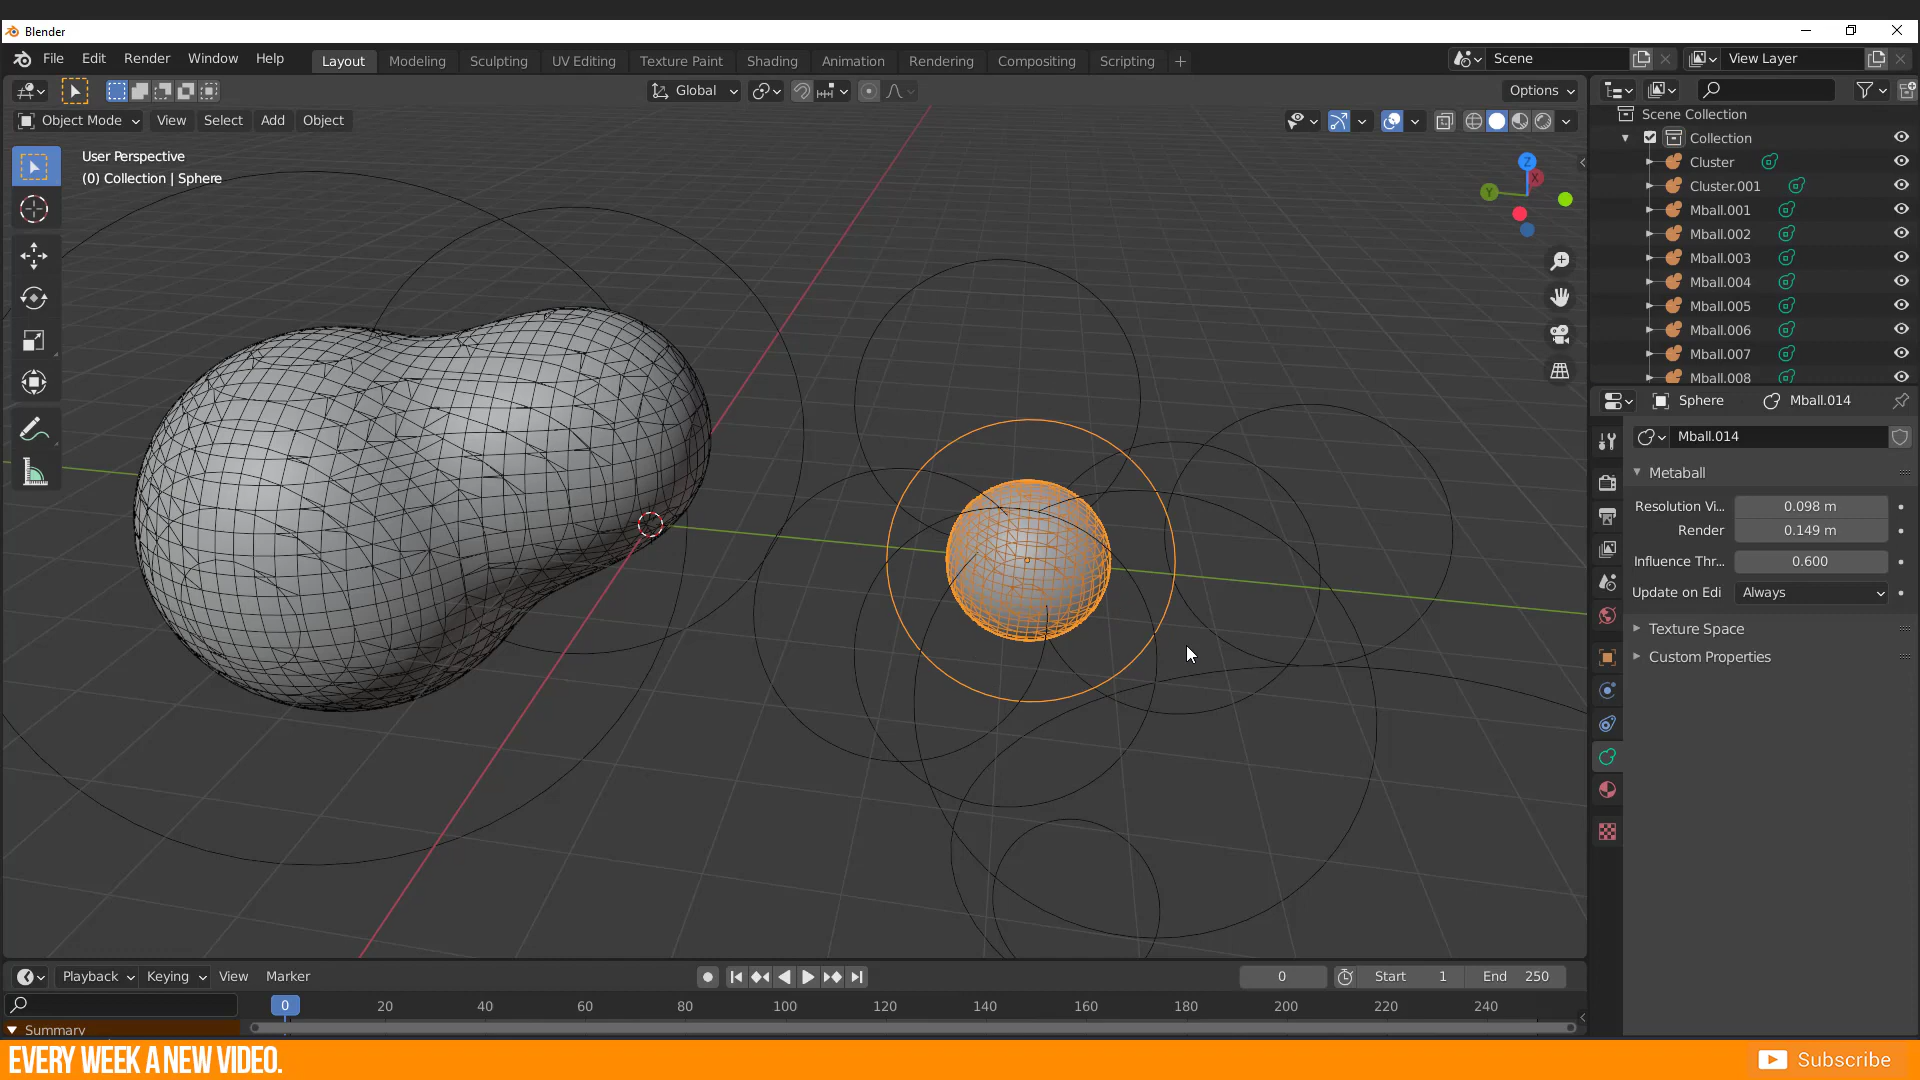 Blender
File Edit Render Window Help
Layout Modeling Sculpting UV Editing Texture Paint Shading Animation Rendering Compositing Scripting +
Scene
View Layer
Global
Options
Object Mode View Select Add Object
User Perspective
(0) Collection | Sphere
Z
X
Y
Scene Collection
Collection
Cluster
Cluster.001
Mball.001
Mball.002
Mball.003
Mball.004
Mball.005
Mball.006
Mball.007
Mball.008
Sphere Mball.014
Mball.014
Metaball
Resolution Vi... 0.098 m
Render 0.149 m
Influence Thr... 0.600
Update on Edi Always
Texture Space
Custom Properties
Playback Keying View Marker
0 Start 1 End 250
0 20 40 60 80 100 120 140 160 180 200 220 240
Summary
EVERY WEEK A NEW VIDEO.
Subscribe